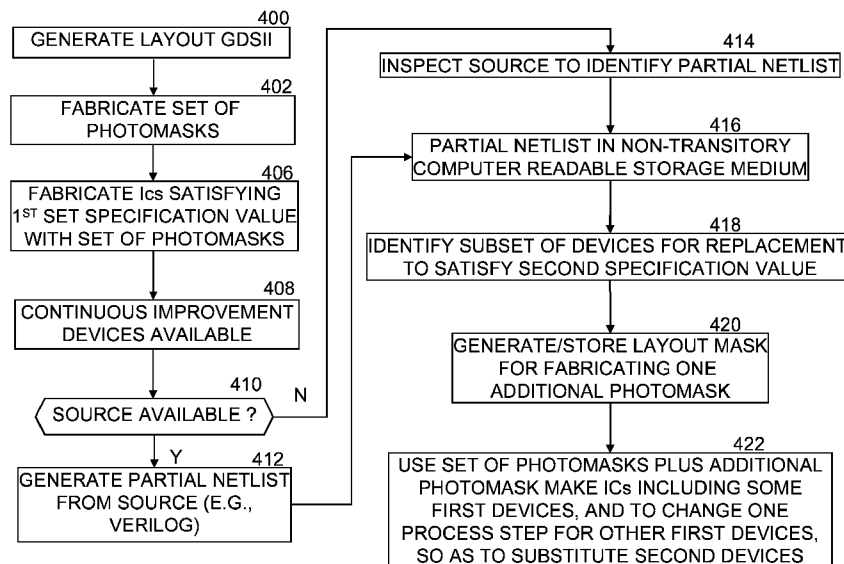 400
GENERATE LAYOUT GDSII
402
FABRICATE SET OF
PHOTOMASKS
406
FABRICATE Ics SATISFYING
1ST SET SPECIFICATION VALUE
WITH SET OF PHOTOMASKS
408
CONTINUOUS IMPROVEMENT
DEVICES AVAILABLE
410
SOURCE AVAILABLE ?
N
Y
412
GENERATE PARTIAL NETLIST
FROM SOURCE (E.G.,
VERILOG)
414
INSPECT SOURCE TO IDENTIFY PARTIAL NETLIST
416
PARTIAL NETLIST IN NON-TRANSITORY
COMPUTER READABLE STORAGE MEDIUM
418
IDENTIFY SUBSET OF DEVICES FOR REPLACEMENT
TO SATISFY SECOND SPECIFICATION VALUE
420
GENERATE/STORE LAYOUT MASK
FOR FABRICATING ONE
ADDITIONAL PHOTOMASK
422
USE SET OF PHOTOMASKS PLUS ADDITIONAL
PHOTOMASK MAKE ICs INCLUDING SOME
FIRST DEVICES, AND TO CHANGE ONE
PROCESS STEP FOR OTHER FIRST DEVICES,
SO AS TO SUBSTITUTE SECOND DEVICES